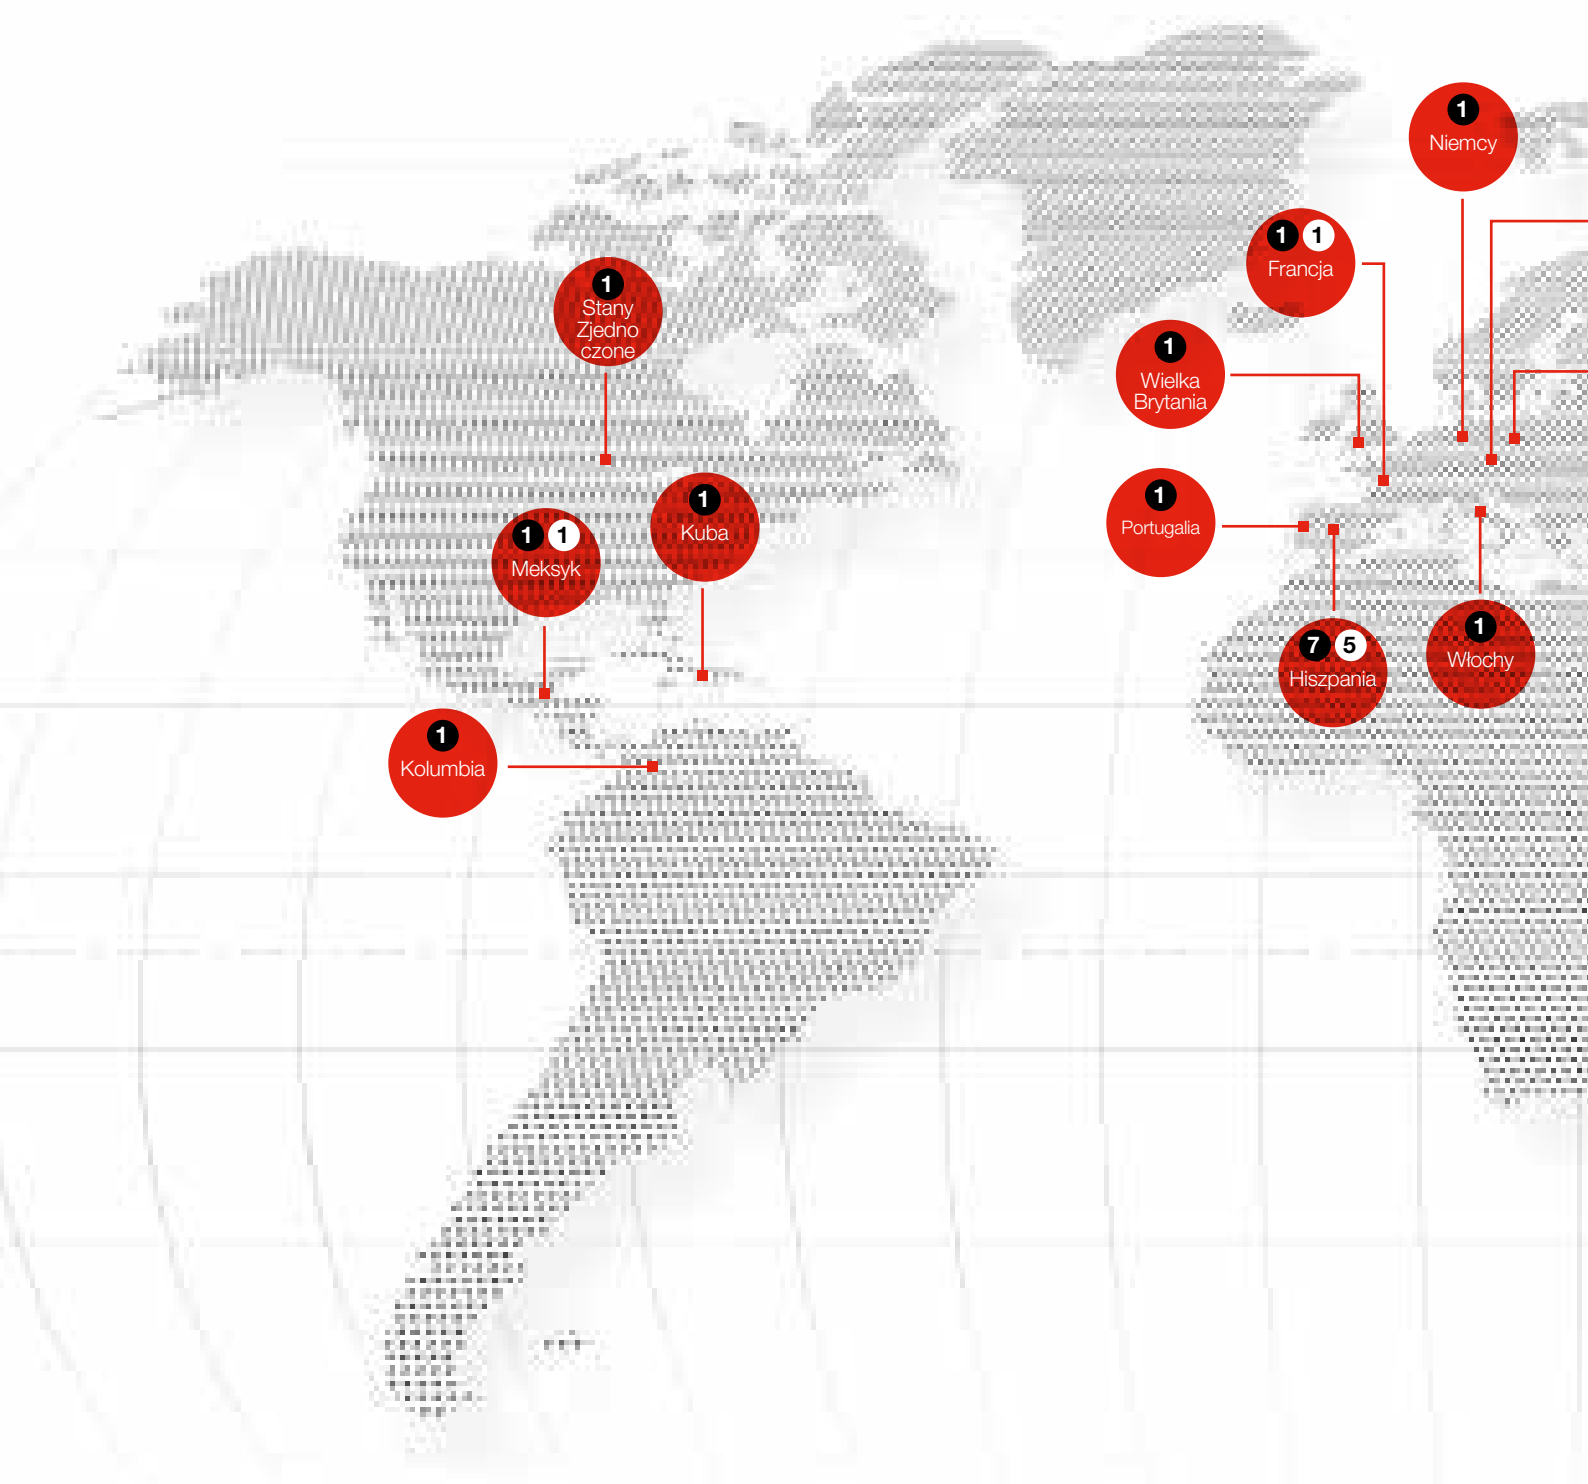 1
Niemcy
1 1
Francja
1
Stany
Zjedno
czone
1
Wielka
Brytania
1
Portugalia
1
Kuba
1 1
Meksyk
7 5
Hiszpania
1
Włochy
1
Kolumbia